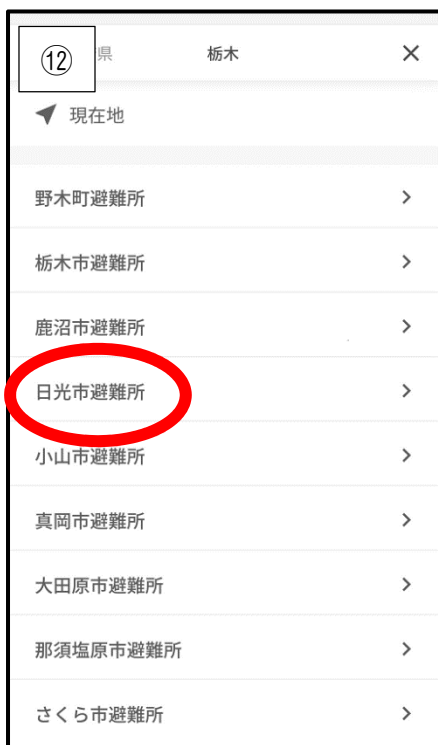 ⑫
県 栃木
現在地
野木町避難所
栃木市避難所
鹿沼市避難所
日光市避難所
小山市避難所
真岡市避難所
大田原市避難所
那須塩原市避難所
さくら市避難所